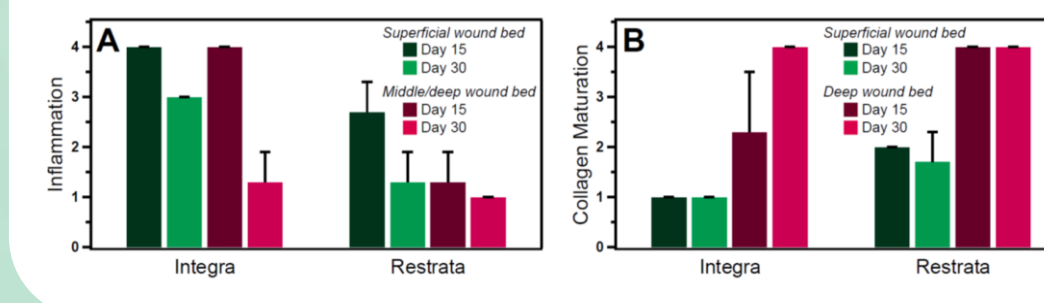 A
Inflammation
4
3
2
1
0
Superficial wound bed
Day 15
Day 30
Middle/deep wound bed
Day 15
Day 30
Integra
Restrata
B
Collagen Maturation
4
3
2
1
0
Superficial wound bed
Day 15
Day 30
Deep wound bed
Day 15
Day 30
Integra
Restrata